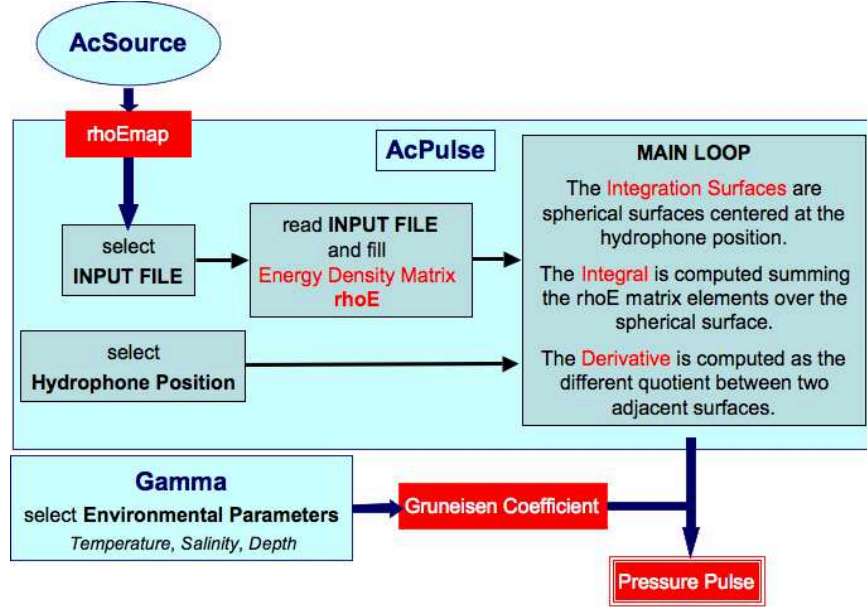 AcSource
rhoEmap
AcPulse
select
INPUT FILE
read INPUT FILE
and fill
Energy Density Matrix
rhoE
select
Hydrophone Position
MAIN LOOP
The Integration Surfaces are
spherical surfaces centered at the
hydrophone position.
The Integral is computed summing
the rhoE matrix elements over the
spherical surface.
The Derivative is computed as the
different quotient between two
adjacent surfaces.
Gamma
select Environmental Parameters
Temperature, Salinity, Depth
Gruneisen Coefficient
Pressure Pulse